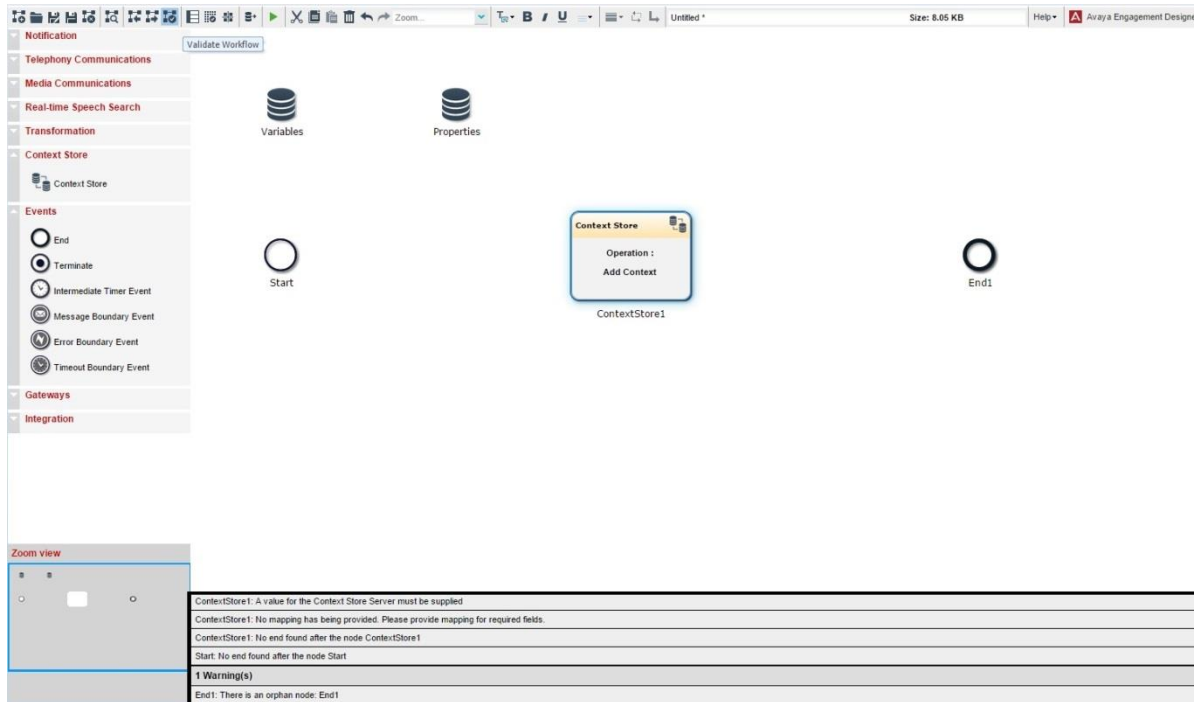 Zoom...
B I U
Untitled *
Size: 8.05 KB
Help
Avaya Engagement Designe
Validate Workflow
Notification
Telephony Communications
Media Communications
Real-time Speech Search
Transformation
Context Store
Context Store
Events
End
Terminate
Intermediate Timer Event
Message Boundary Event
Error Boundary Event
Timeout Boundary Event
Gateways
Integration
Variables
Properties
Start
Context Store
Operation :
Add Context
ContextStore1
End1
Zoom view
ContextStore1: A value for the Context Store Server must be supplied
ContextStore1: No mapping has being provided. Please provide mapping for required fields.
ContextStore1: No end found after the node ContextStore1
Start: No end found after the node Start
1 Warning(s)
End1: There is an orphan node: End1